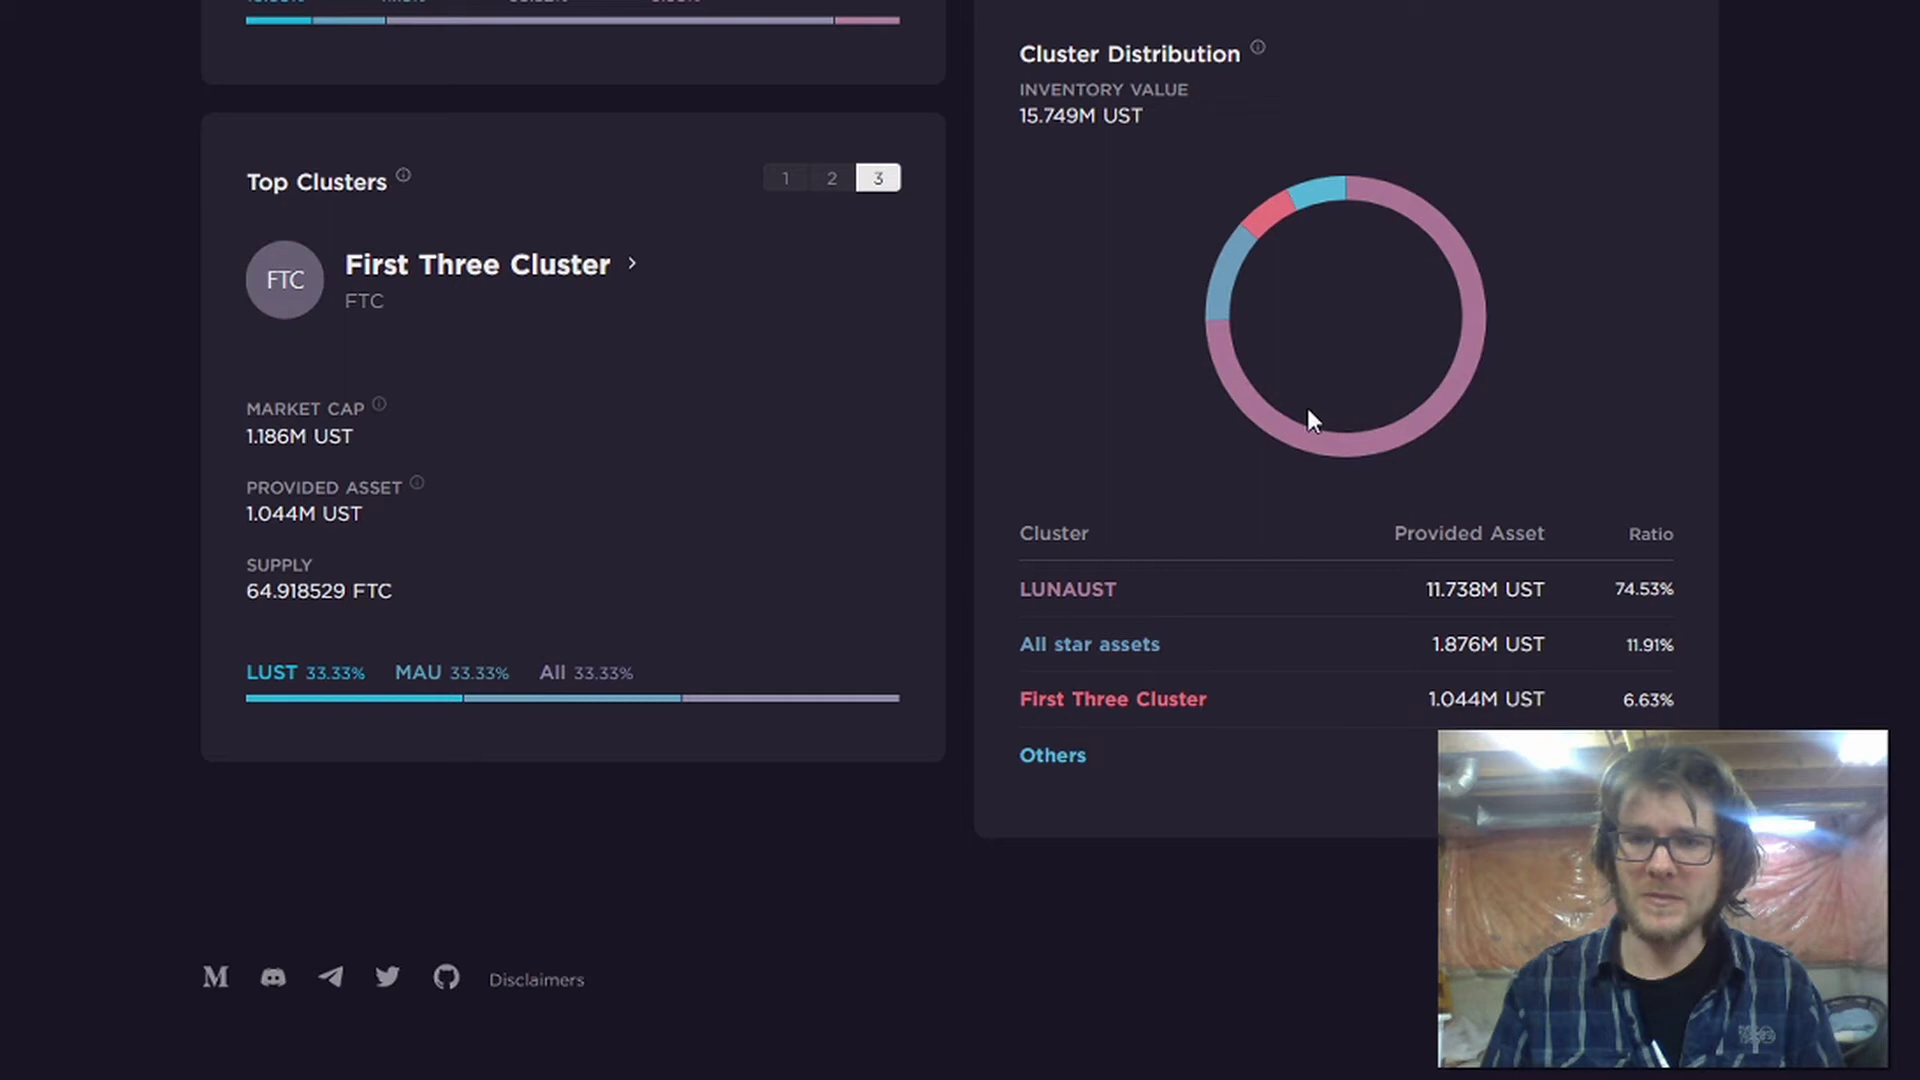 Top Clusters
1 2 3
FTC
First Three Cluster >
FTC
MARKET CAP
1.186M UST
PROVIDED ASSET
1.044M UST
SUPPLY
64.918529 FTC
LUST 33.33% MAU 33.33% All 33.33%
Cluster Distribution
INVENTORY VALUE
15.749M UST
Cluster Provided Asset Ratio
LUNAUST 11.738M UST 74.53%
All star assets 1.876M UST 11.91%
First Three Cluster 1.044M UST 6.63%
Others
M Disclaimers